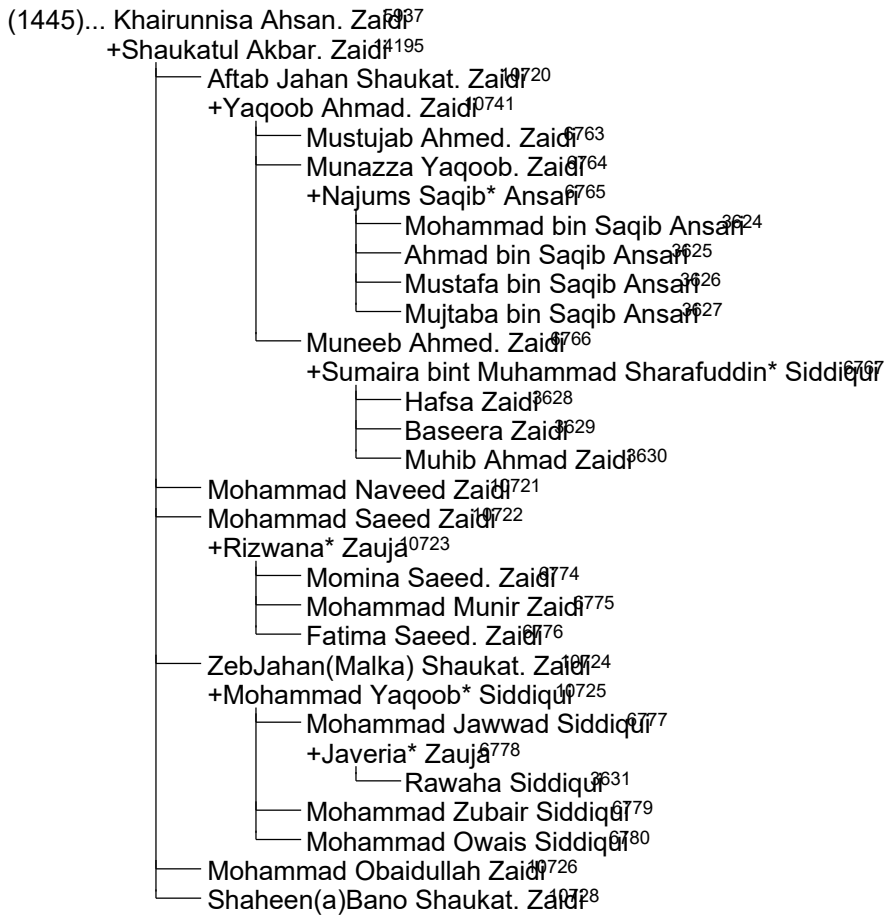 (1445)... Khairunnisa Ahsan. Zaidi5937
+Shaukatul Akbar. Zaidi14195
Aftab Jahan Shaukat. Zaidi10720
+Yaqoob Ahmad. Zaidi10741
Mustujab Ahmed. Zaidi6763
Munazza Yaqoob. Zaidi6764
+Najums Saqib* Ansari6765
Mohammad bin Saqib Ansari3624
Ahmad bin Saqib Ansari3625
Mustafa bin Saqib Ansari3626
Mujtaba bin Saqib Ansari3627
Muneeb Ahmed. Zaidi6766
+Sumaira bint Muhammad Sharafuddin* Siddiqui6767
Hafsa Zaidi3628
Baseera Zaidi3629
Muhib Ahmad Zaidi3630
Mohammad Naveed Zaidi10721
Mohammad Saeed Zaidi10722
+Rizwana* Zauja10723
Momina Saeed. Zaidi6774
Mohammad Munir Zaidi6775
Fatima Saeed. Zaidi6776
ZebJahan(Malka) Shaukat. Zaidi10724
+Mohammad Yaqoob* Siddiqui10725
Mohammad Jawwad Siddiqui6777
+Javeria* Zauja6778
Rawaha Siddiqui3631
Mohammad Zubair Siddiqui6779
Mohammad Owais Siddiqui6780
Mohammad Obaidullah Zaidi10726
Shaheen(a)Bano Shaukat. Zaidi10728